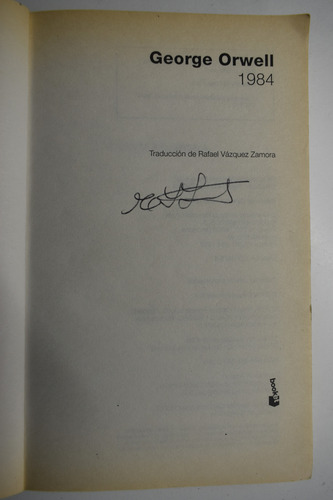 George Orwell
1984
Traducción de Rafael Vázquez Zamora
booket